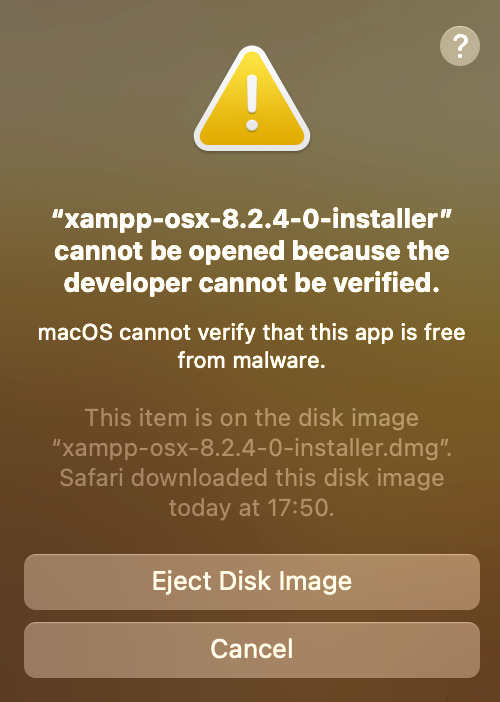 ?
“xampp-osx-8.2.4-0-installer”
cannot be opened because the
developer cannot be verified.
macOS cannot verify that this app is free
from malware.
This item is on the disk image
“xampp-osx-8.2.4-0-installer.dmg”.
Safari downloaded this disk image
today at 17:50.
Eject Disk Image
Cancel